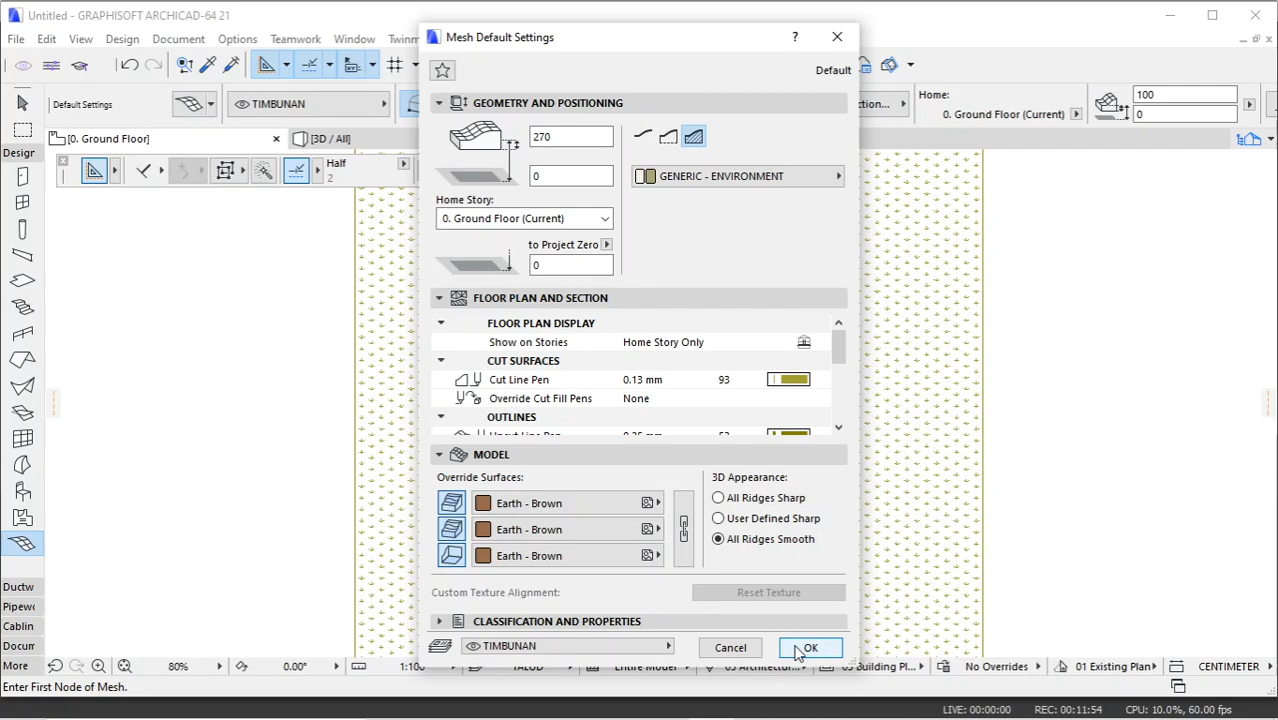 Untitled - GRAPHISOFT ARCHICAD-64 21
File Edit View Design Document Options Teamwork Window
Mesh Default Settings
?
Default
Default Settings
TIMBUNAN
Home:
0. Ground Floor (Current)
100
0
[0. Ground Floor]
[3D / All]
Design
Half
2
GEOMETRY AND POSITIONING
270
0
GENERIC - ENVIRONMENT
Home Story:
0. Ground Floor (Current)
to Project Zero
0
FLOOR PLAN AND SECTION
FLOOR PLAN DISPLAY
Show on Stories Home Story Only
CUT SURFACES
Cut Line Pen 0.13 mm 93
Override Cut Fill Pens None
OUTLINES
MODEL
Override Surfaces:
3D Appearance:
Earth - Brown
Earth - Brown
Earth - Brown
All Ridges Sharp
User Defined Sharp
All Ridges Smooth
Custom Texture Alignment:
Reset Texture
CLASSIFICATION AND PROPERTIES
TIMBUNAN
Cancel
OK
Ductw
Pipew
Cablin
Docum
More
80%
0.00°
1:100
No Overrides
01 Existing Plan
CENTIMETER
Enter First Node of Mesh.
LIVE: 00:00:00
REC: 00:11:54
CPU: 10.0%, 60.00 fps